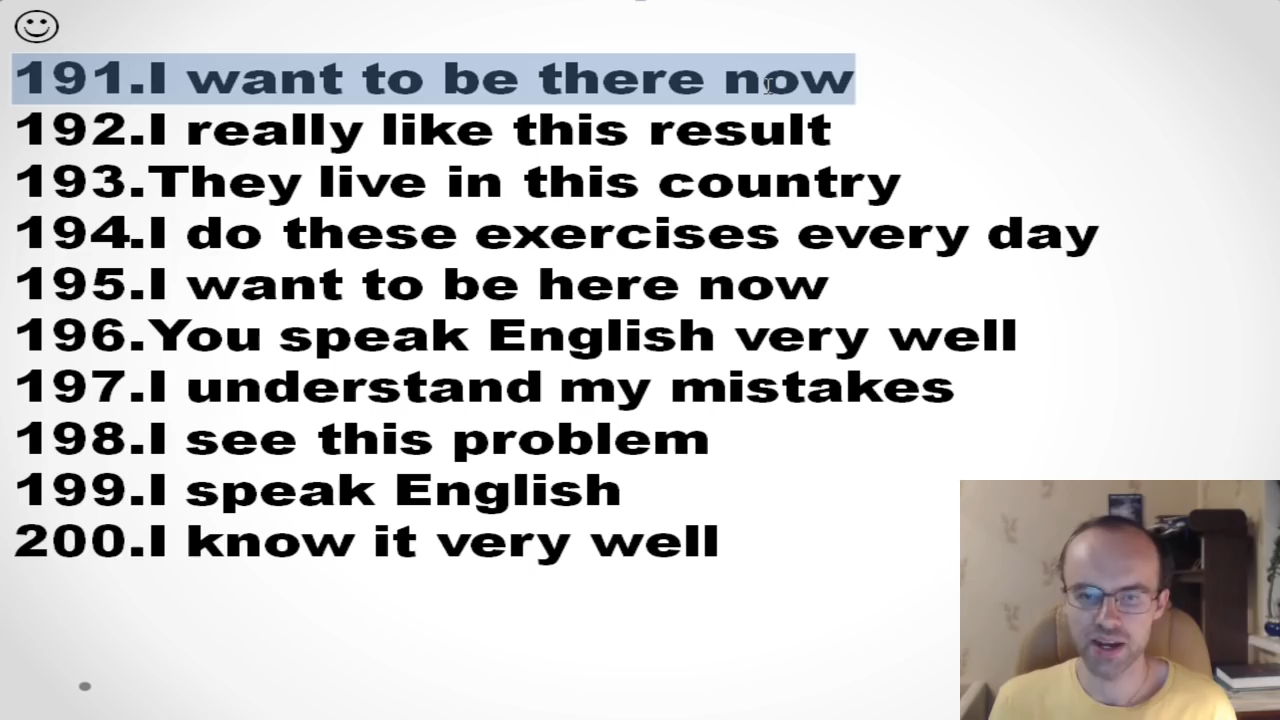 191.I want to be there now
192.I really like this result
193.They live in this country
194.I do these exercises every day
195.I want to be here now
196.You speak English very well
197.I understand my mistakes
198.I see this problem
199.I speak English
200.I know it very well